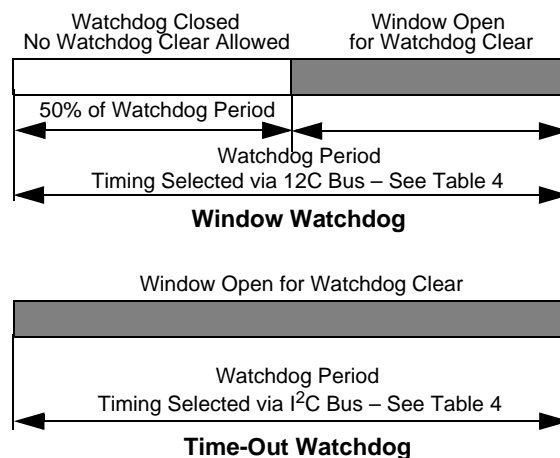 Watchdog Closed
No Watchdog Clear Allowed
Window Open
for Watchdog Clear
50% of Watchdog Period
Watchdog Period
Timing Selected via 12C Bus – See Table 4
Window Watchdog
Window Open for Watchdog Clear
Watchdog Period
Timing Selected via I²C Bus – See Table 4
Time-Out Watchdog